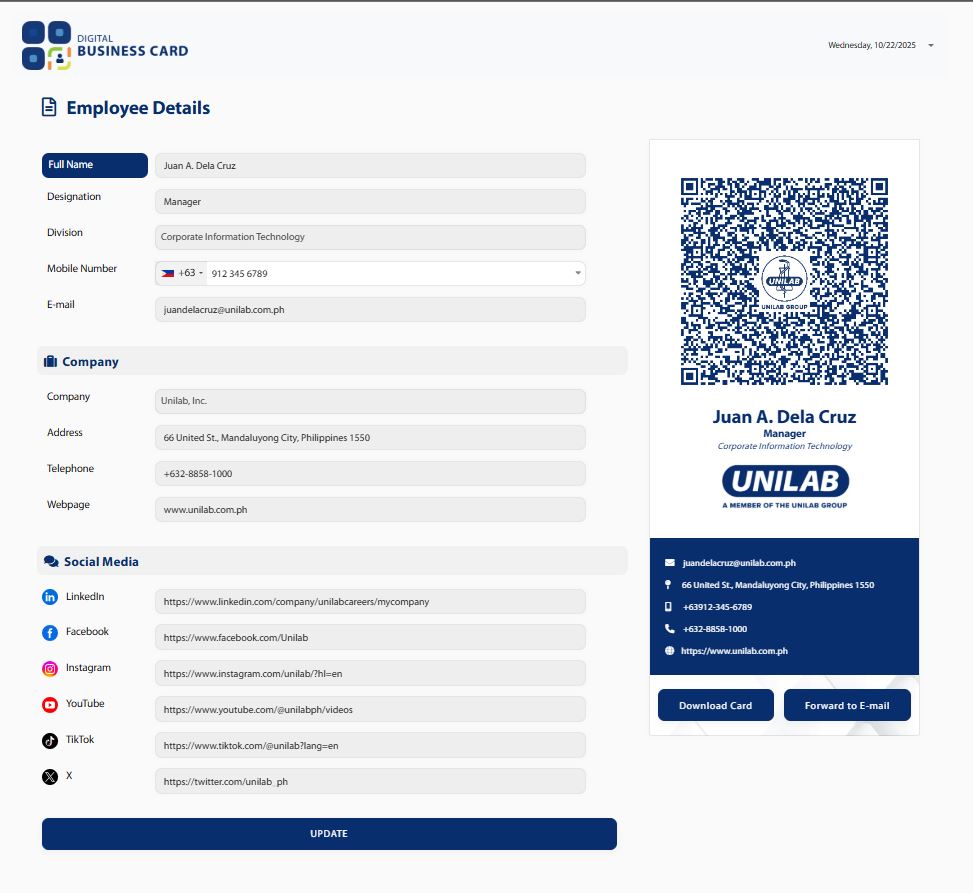 DIGITAL
BUSINESS CARD
Wednesday, 10/22/2025
Employee Details
Full Name Juan A. Dela Cruz
Designation Manager
Division Corporate Information Technology
Mobile Number +63 912 345 6789
E-mail juandelacruz@unilab.com.ph
Company
Company Unilab, Inc.
Address 66 United St., Mandaluyong City, Philippines 1550
Telephone +632-8858-1000
Webpage www.unilab.com.ph
Social Media
LinkedIn https://www.linkedin.com/company/unilabcareers/mycompany
Facebook https://www.facebook.com/Unilab
Instagram https://www.instagram.com/unilab/?hl=en
YouTube https://www.youtube.com/@unilabph/videos
TikTok https://www.tiktok.com/@unilab?lang=en
X https://twitter.com/unilab_ph
UPDATE
UNILAB
UNILAB GROUP
Juan A. Dela Cruz
Manager
Corporate Information Technology
UNILAB
A MEMBER OF THE UNILAB GROUP
juandelacruz@unilab.com.ph
66 United St., Mandaluyong City, Philippines 1550
+63912-345-6789
+632-8858-1000
https://www.unilab.com.ph
Download Card Forward to E-mail